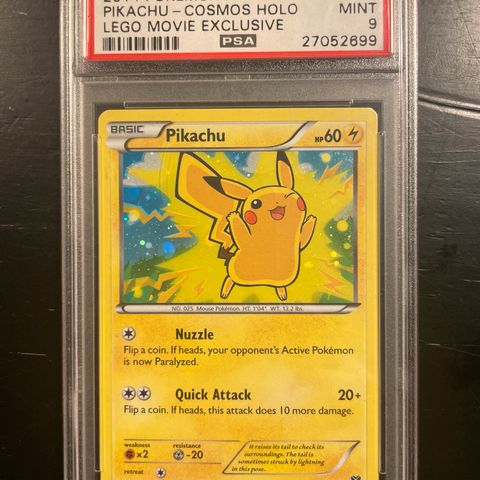 PIKACHU-COSMOS HOLO MINT
LEGO MOVIE EXCLUSIVE 9
PSA 27052699
BASIC Pikachu HP60
NO. 025 Mouse Pokémon. HT: 1'04" WT: 13.2 lbs.
Nuzzle
Flip a coin. If heads, your opponent's Active Pokémon
is now Paralyzed.
Quick Attack 20+
Flip a coin. If heads, this attack does 10 more damage.
weakness resistance
×2 -20
retreat
It raises its tail to check its
surroundings. The tail is
sometimes struck by lightning
in this pose.